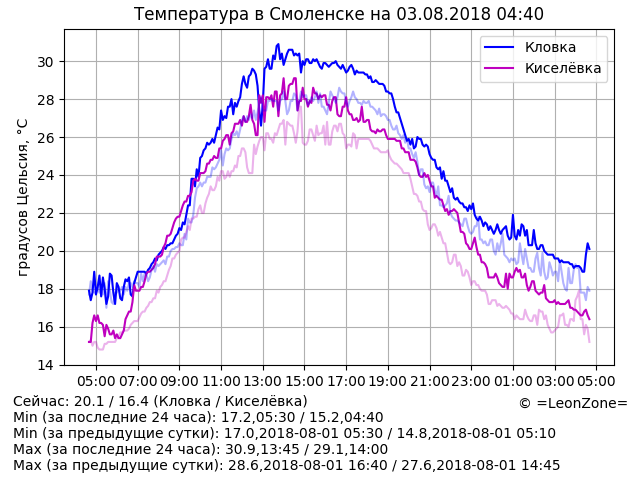 Температура в Смоленске на 03.08.2018 04:40
Кловка
Киселёвка
градусов Цельсия, °C
30
28
26
24
22
20
18
16
14
05:00 07:00 09:00 11:00 13:00 15:00 17:00 19:00 21:00 23:00 01:00 03:00 05:00
Сейчас: 20.1 / 16.4 (Кловка / Киселёвка)
© =LeonZone=
Min (за последние 24 часа): 17.2,05:30 / 15.2,04:40
Min (за предыдущие сутки): 17.0,2018-08-01 05:30 / 14.8,2018-08-01 05:10
Max (за последние 24 часа): 30.9,13:45 / 29.1,14:00
Max (за предыдущие сутки): 28.6,2018-08-01 16:40 / 27.6,2018-08-01 14:45